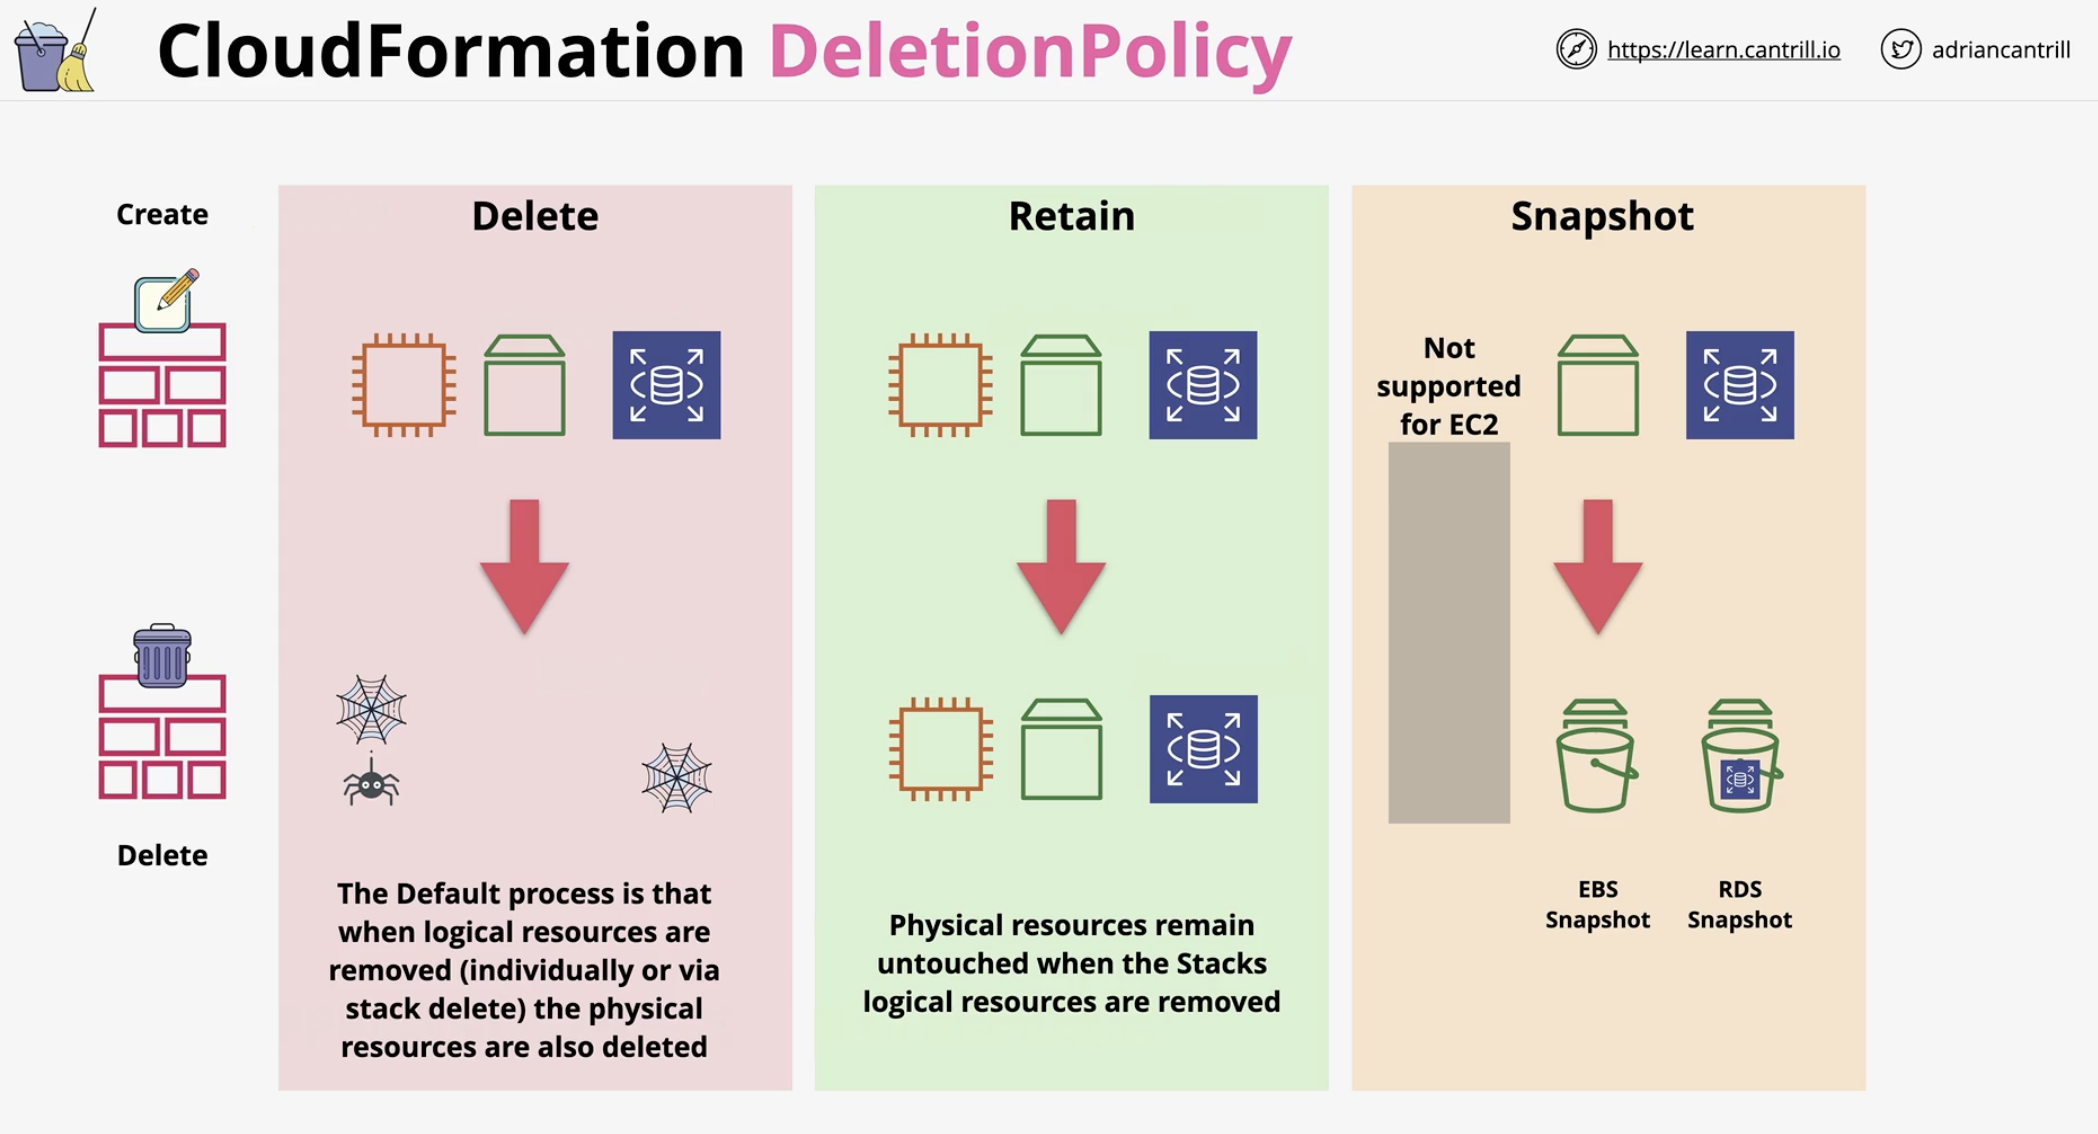 CloudFormation DeletionPolicy
https://learn.cantrill.io
adriancantrill
Create
Delete
Delete
The Default process is that
when logical resources are
removed (individually or via
stack delete) the physical
resources are also deleted
Retain
Physical resources remain
untouched when the Stacks
logical resources are removed
Snapshot
Not
supported
for EC2
EBS
Snapshot
RDS
Snapshot